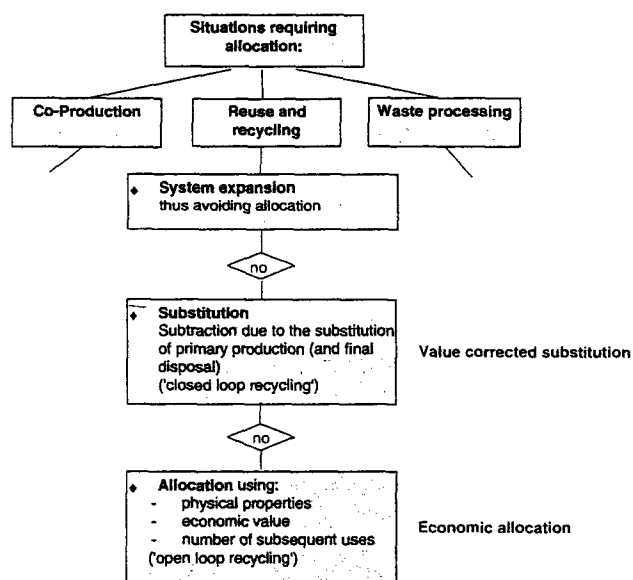 Situations requiring
allocation:
Co-Production
Reuse and
recycling
Waste processing
♦ System expansion
thus avoiding allocation
no
♦ Substitution
Subtraction due to the substitution
of primary production (and final
disposal)
('closed loop recycling')
Value corrected substitution
no
♦ Allocation using:
- physical properties
- economic value
- number of subsequent uses
('open loop recycling')
Economic allocation